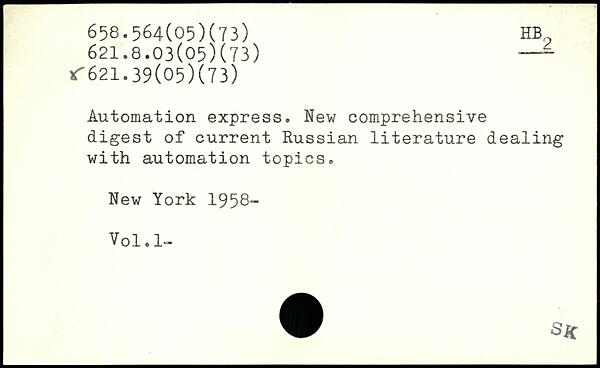 658.564(05)(73)
HB2
621.8.03(05)(73)
621.39(05)(73)
Automation express. New comprehensive
digest of current Russian literature dealing
with automation topics.
New York 1958-
Vol.1-
SK